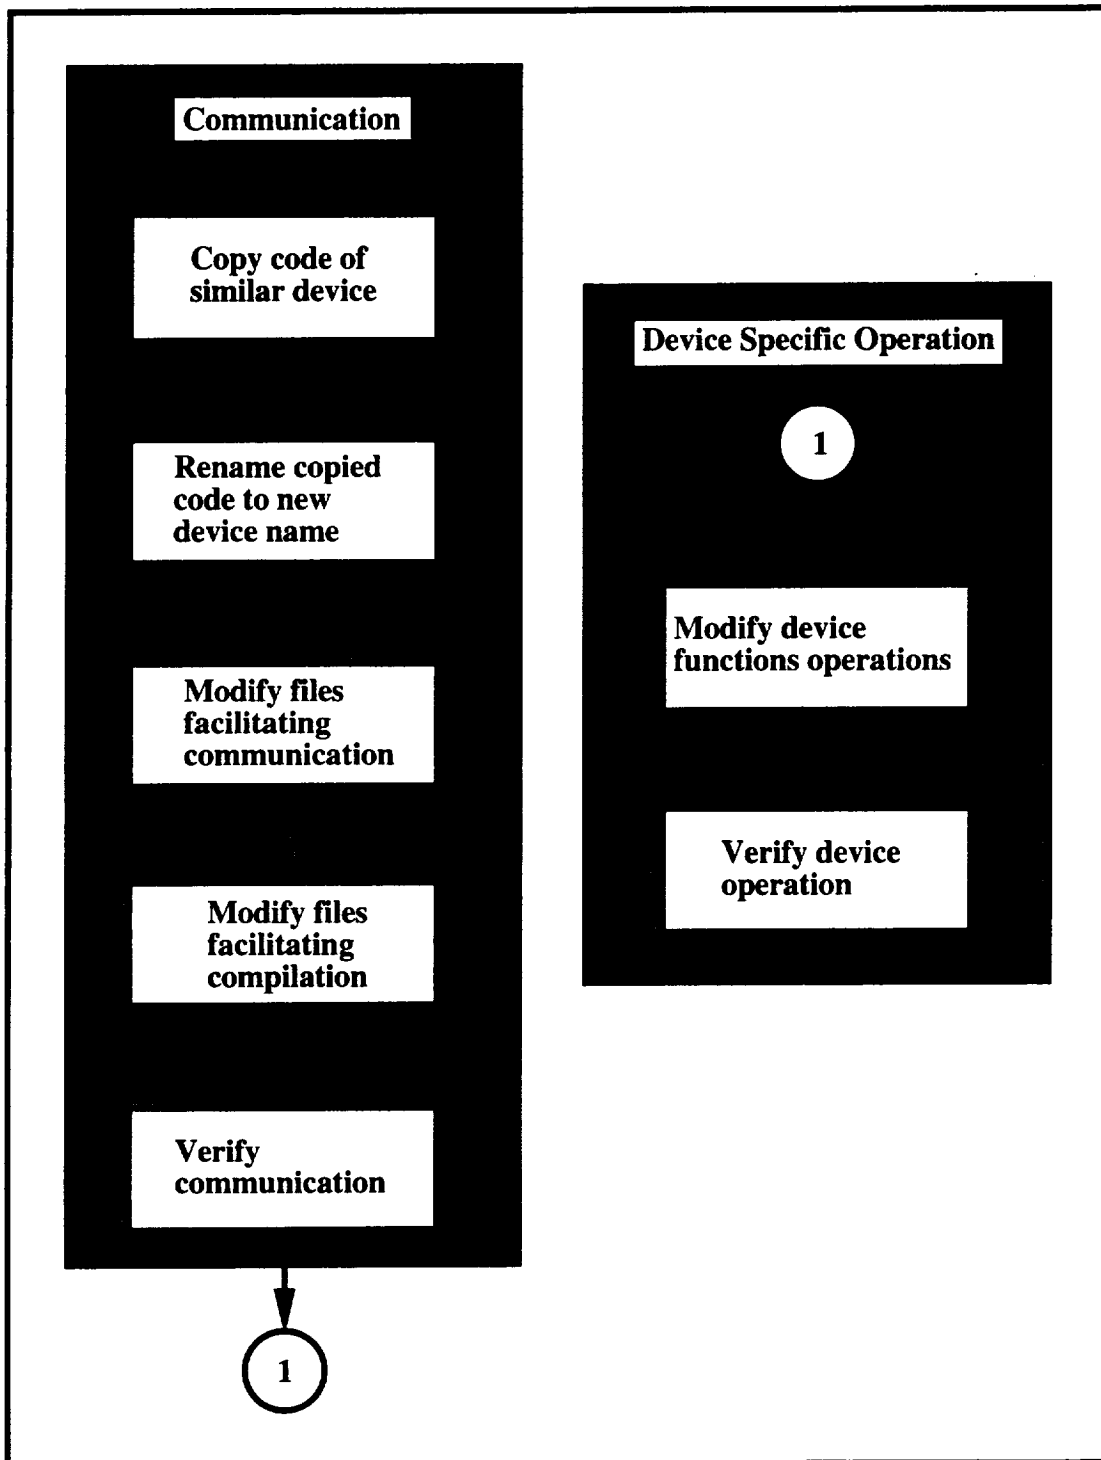 Communication
Copy code of
similar device
Rename copied
code to new
device name
Modify files
facilitating
communication
Modify files
facilitating
compilation
Verify
communication
1
Device Specific Operation
1
Modify device
functions operations
Verify device
operation